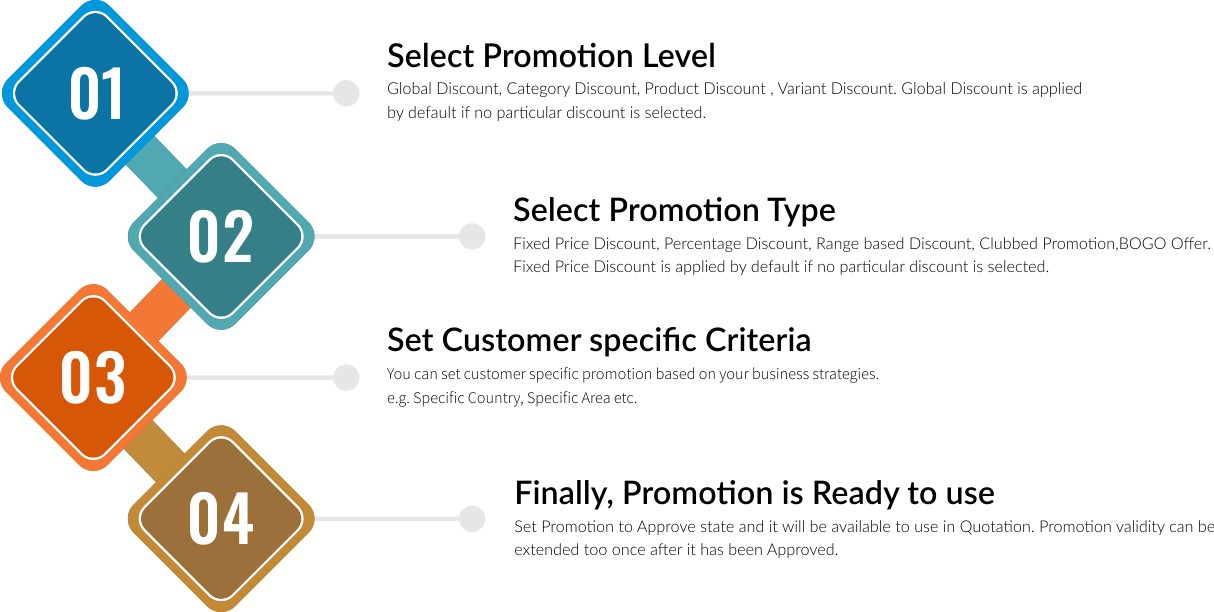 01
Select Promotion Level
Global Discount, Category Discount, Product Discount , Variant Discount. Global Discount is applied
by default if no particular discount is selected.
02
Select Promotion Type
Fixed Price Discount, Percentage Discount, Range based Discount, Clubbed Promotion,BOGO Offer.
Fixed Price Discount is applied by default if no particular discount is selected.
03
Set Customer specific Criteria
You can set customer specific promotion based on your business strategies.
e.g. Specific Country, Specific Area etc.
04
Finally, Promotion is Ready to use
Set Promotion to Approve state and it will be available to use in Quotation. Promotion validity can be
extended too once after it has been Approved.